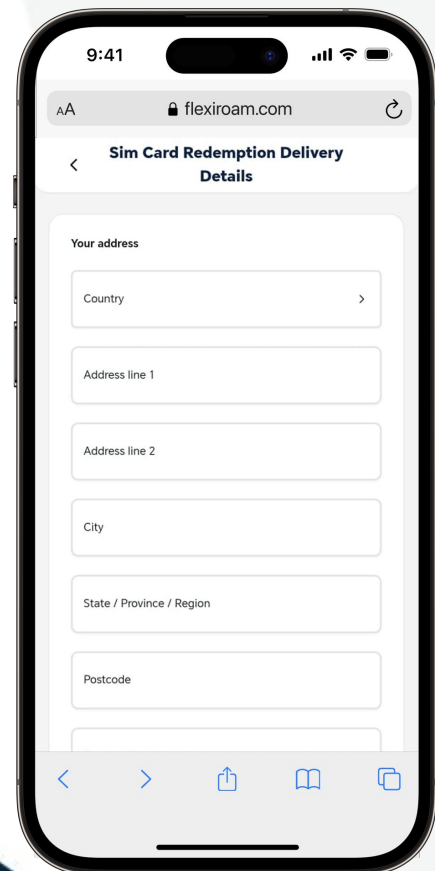 9:41
AA
flexiroam.com
Sim Card Redemption Delivery
Details
Your address
Country
Address line 1
Address line 2
City
State / Province / Region
Postcode